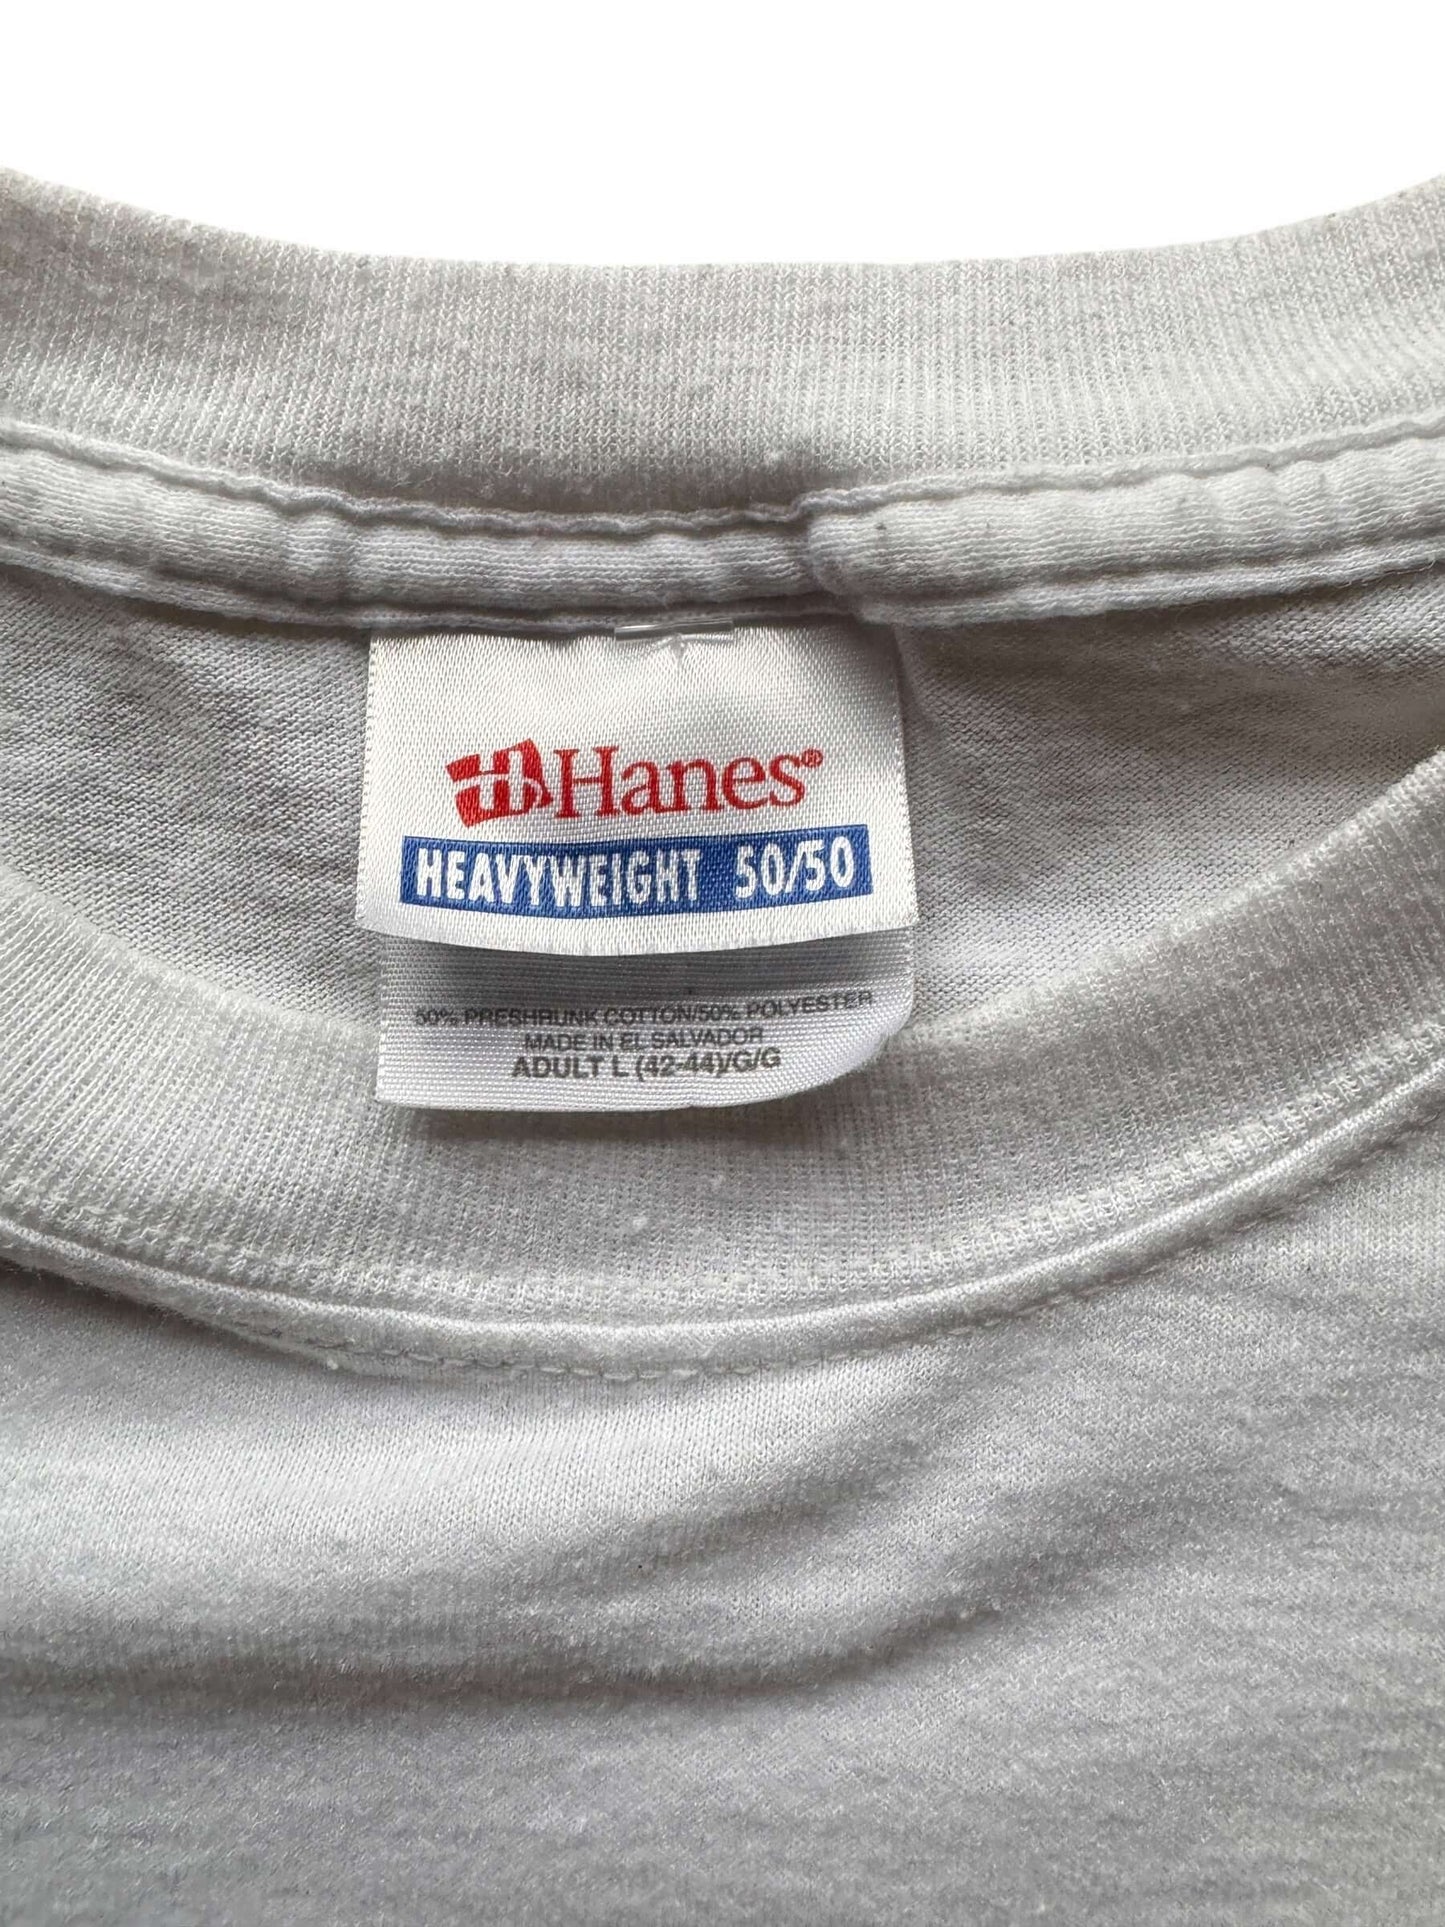 Hanes®
HEAVYWEIGHT 50/50
50% PRESHRUNK COTTON/50% POLYESTER
MADE IN EL SALVADOR
ADULT L (42-44)/G/G